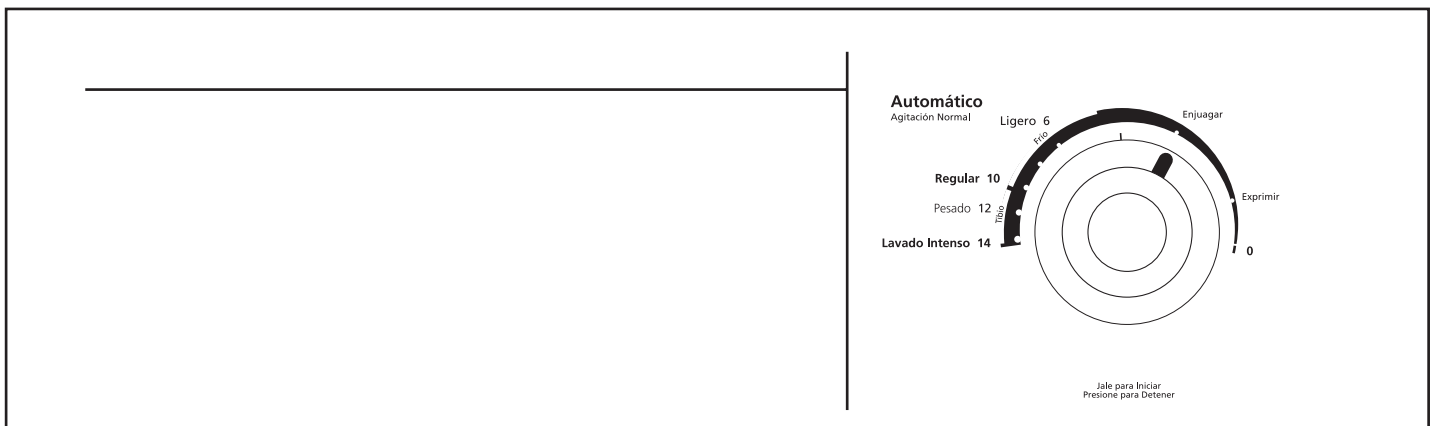 Automático
Agitación Normal
Ligero 6
Frio
Regular 10
Pesado 12
Tibio
Lavado Intenso 14
Enjuagar
Exprimir
0
Jale para Iniciar
Presione para Detener